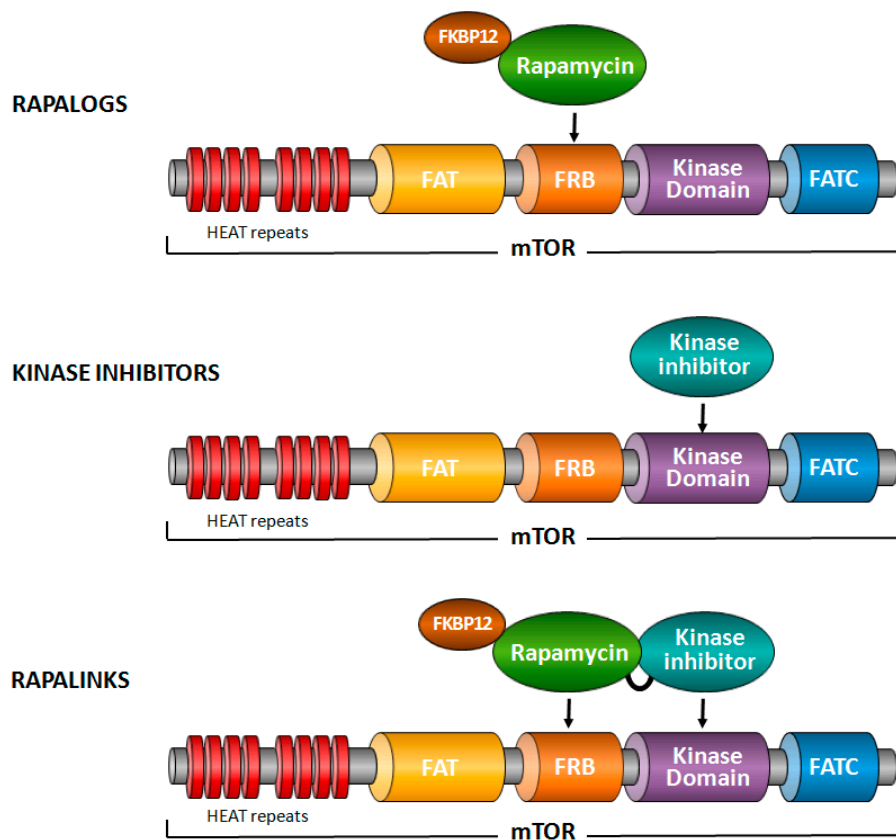 FKBP12
Rapamycin
RAPALOGS
FAT
FRB
Kinase
Domain
FATC
HEAT repeats
mTOR
Kinase
inhibitor
KINASE INHIBITORS
FAT
FRB
Kinase
Domain
FATC
HEAT repeats
mTOR
FKBP12
Rapamycin
Kinase
inhibitor
RAPALINKS
FAT
FRB
Kinase
Domain
FATC
HEAT repeats
mTOR